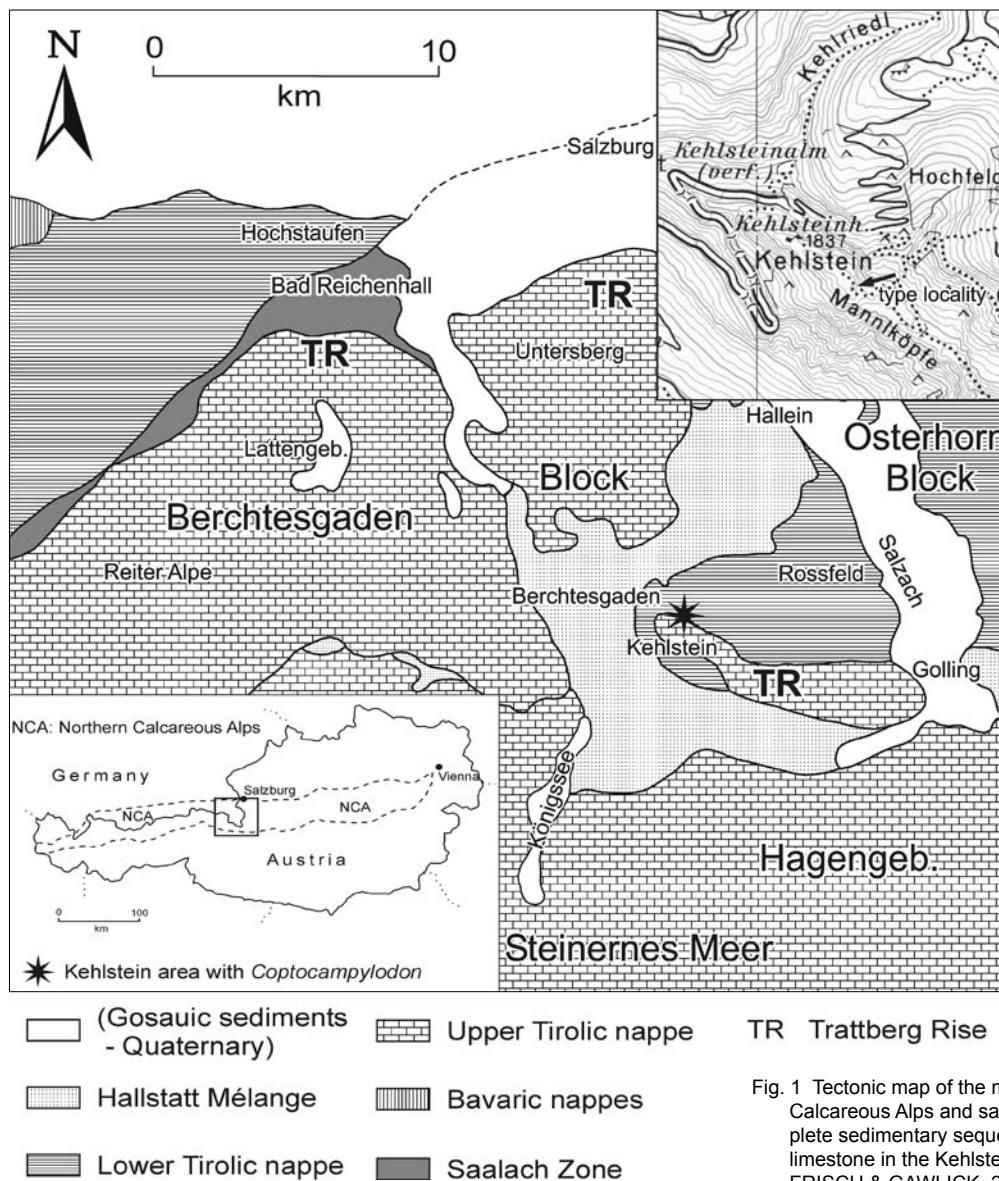 N
0 10
km
Salzburg
Hochstaufen
Bad Reichenhall
TR
TR
Untersberg
Lattengeb.
Block
Berchtesgaden
Reiter Alpe
Hallein
Osterhorn
Block
Salzach
Rossfeld
Berchtesgaden
Kehlstein
TR
Golling
Königssee
Hagengeb.
Steinernes Meer
Kehlriedl
Kehlsteinalm
(verf.)
Hochfeld
Kehlsteinh.
1837
Kehlstein
type locality
Mannlköpfe
NCA: Northern Calcareous Alps
Germany
Vienna
Salzburg
NCA
NCA
Austria
0 100
km
Kehlstein area with Coptocampylodon
(Gosauic sediments
- Quaternary)
Hallstatt Mélange
Lower Tirolic nappe
Upper Tirolic nappe
Bavaric nappes
Saalach Zone
TR Trattberg Rise
Fig. 1 Tectonic map of the m
Calcareous Alps and sa
plete sedimentary seque
limestone in the Kehlste